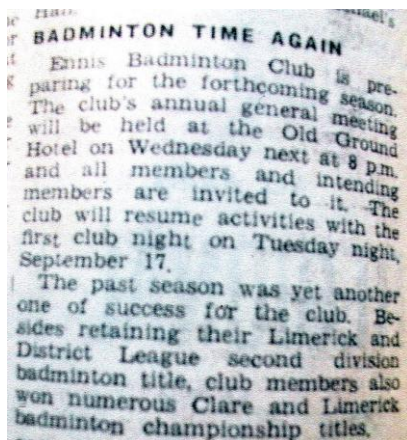 BADMINTON TIME AGAIN
Ennis Badminton Club is pre-
paring for the forthcoming season.
The club's annual general meeting
will be held at the Old Ground
Hotel on Wednesday next at 8 p.m.
and all members and intending
members are invited to it. The
club will resume activities with the
first club night on Tuesday night,
September 17.
The past season was yet another
one of success for the club. Be-
sides retaining their Limerick and
District League second division
badminton title, club members also
won numerous Clare and Limerick
badminton championship titles.